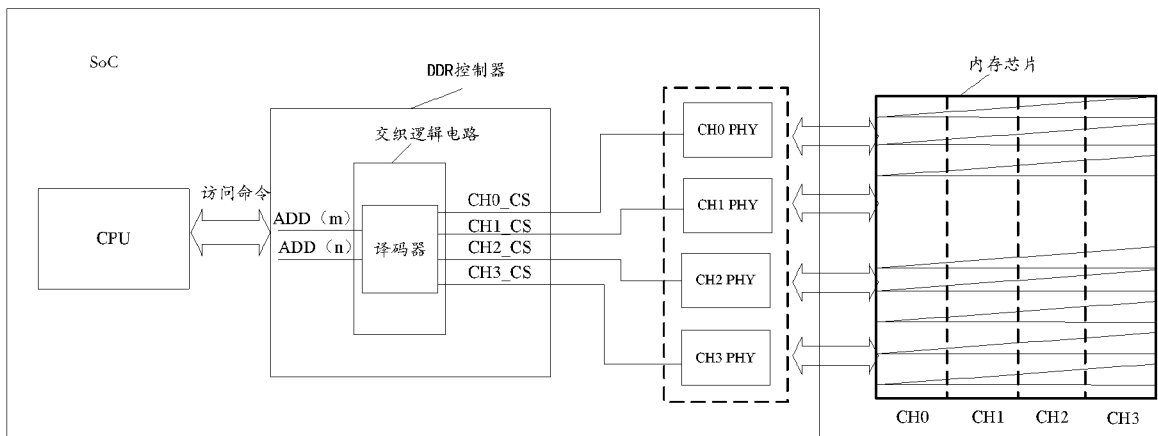 SoC
DDR控制器
内存芯片
交织逻辑电路
CH0 PHY
访问命令
CH0_CS
ADD（m）
CH1_CS
CH1 PHY
CPU
ADD（n）
译码器
CH2_CS
CH3_CS
CH2 PHY
CH3 PHY
CH0 CH1 CH2 CH3